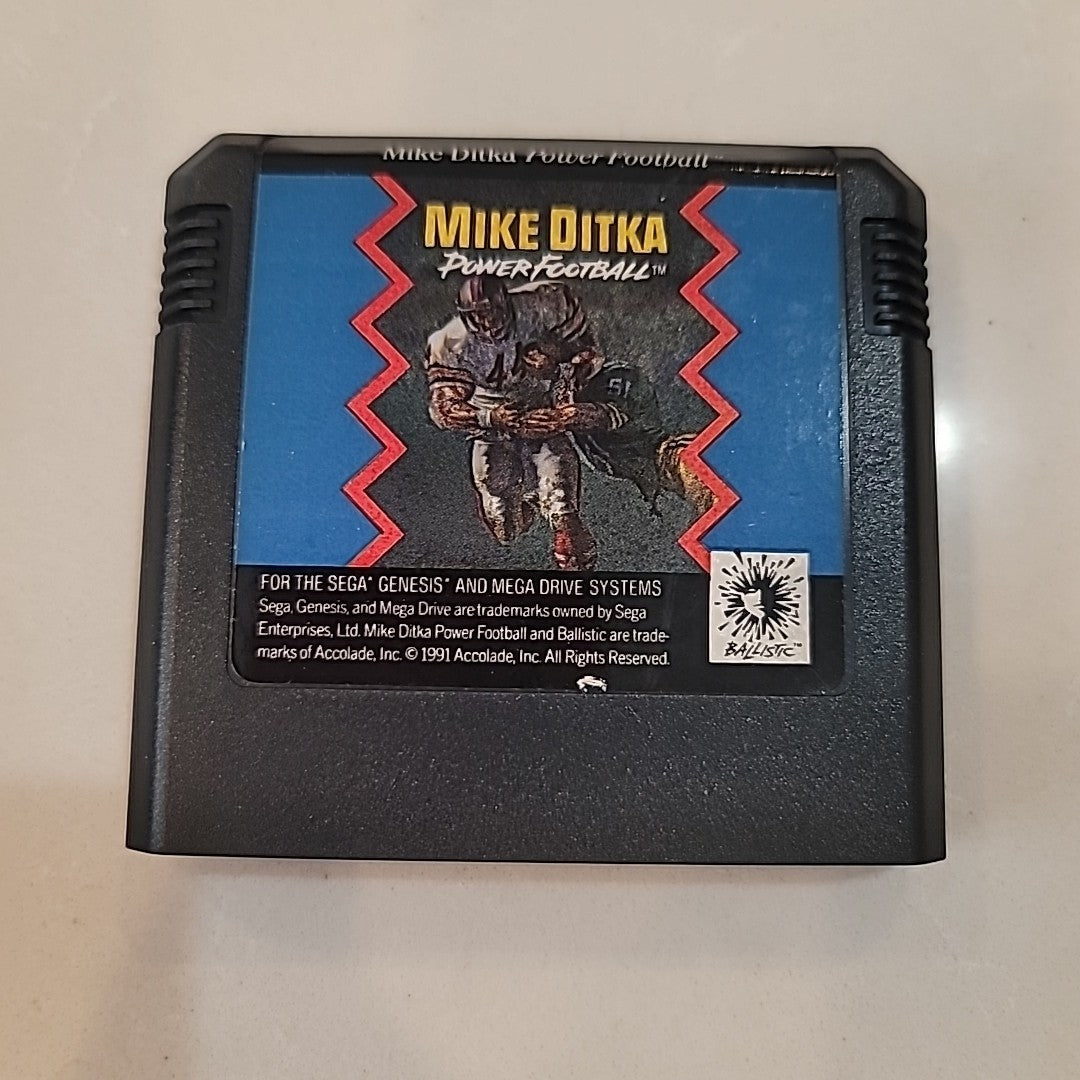 Mike Ditka Power Football™
MIKE DITKA
POWER FOOTBALL™
15
FOR THE SEGA® GENESIS® AND MEGA DRIVE SYSTEMS
Sega, Genesis, and Mega Drive are trademarks owned by Sega
Enterprises, Ltd. Mike Ditka Power Football and Ballistic are trade-
marks of Accolade, Inc. © 1991 Accolade, Inc. All Rights Reserved.
BALLISTIC™